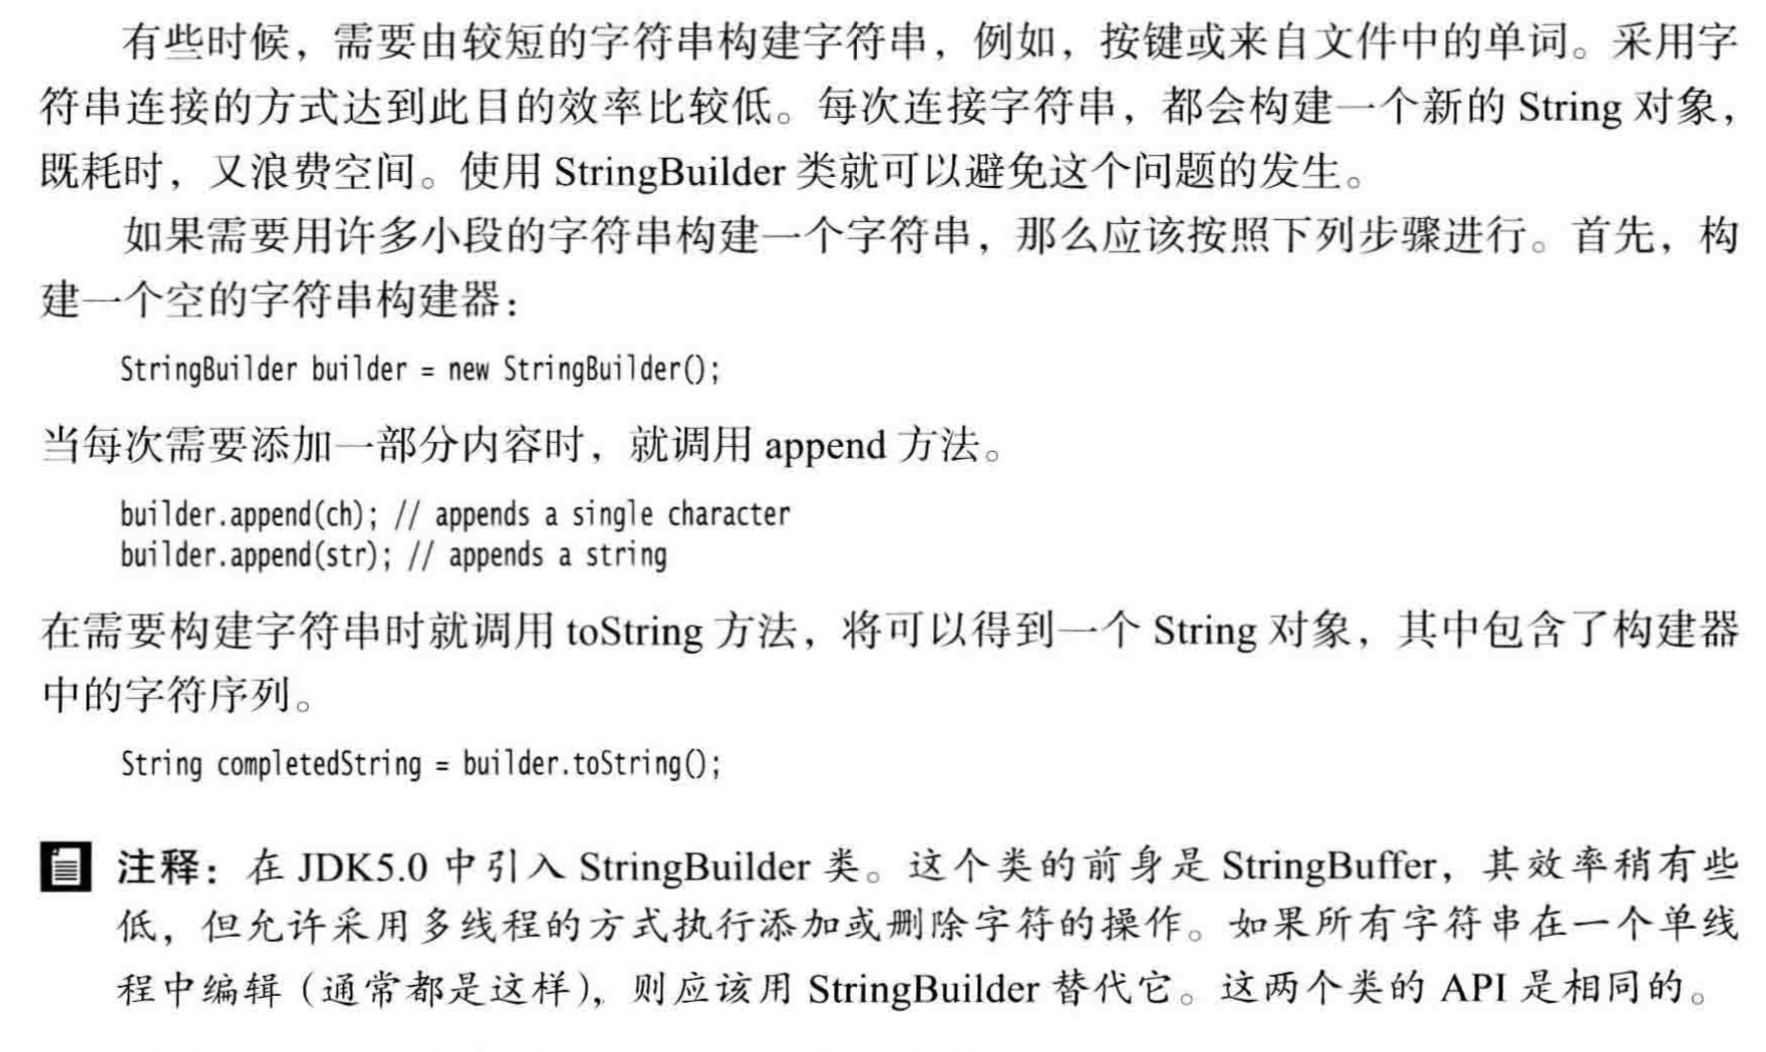 有些时候，需要由较短的字符串构建字符串，例如，按键或来自文件中的单词。采用字
符串连接的方式达到此目的效率比较低。每次连接字符串，都会构建一个新的 String 对象，
既耗时，又浪费空间。使用 StringBuilder 类就可以避免这个问题的发生。
如果需要用许多小段的字符串构建一个字符串，那么应该按照下列步骤进行。首先，构
建一个空的字符串构建器：
StringBuilder builder = new StringBuilder();
当每次需要添加一部分内容时，就调用 append 方法。
builder.append(ch); // appends a single character
builder.append(str); // appends a string
在需要构建字符串时就调用 toString 方法，将可以得到一个 String 对象，其中包含了构建器
中的字符序列。
String completedString = builder.toString();
注释：在 JDK5.0 中引入 StringBuilder 类。这个类的前身是 StringBuffer，其效率稍有些
低，但允许采用多线程的方式执行添加或删除字符的操作。如果所有字符串在一个单线
程中编辑（通常都是这样），则应该用 StringBuilder 替代它。这两个类的 API 是相同的。